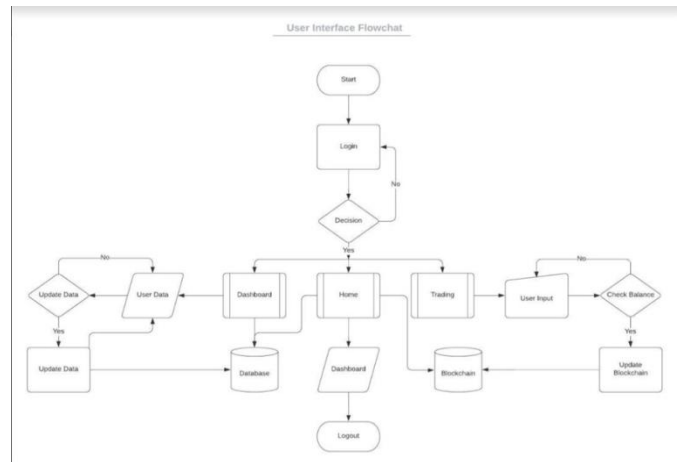 User Interface Flowchat
Start
Login
No
Decision
Yes
No
No
Update Data
User Data
Dashboard
Home
Trading
User Input
Check Balance
Yes
Yes
Update Data
Database
Dashboard
Blockchain
Update
Blockchain
Logout